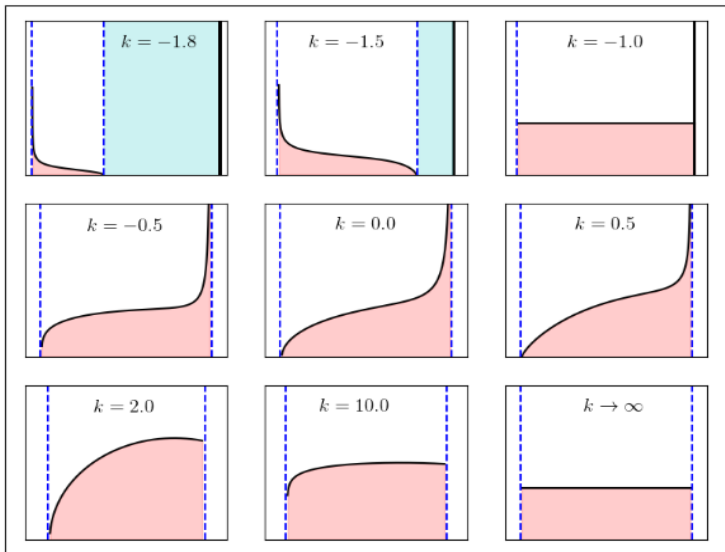 k = −1.8
k = −1.5
k = −1.0
k = −0.5
k = 0.0
k = 0.5
k = 2.0
k = 10.0
k → ∞